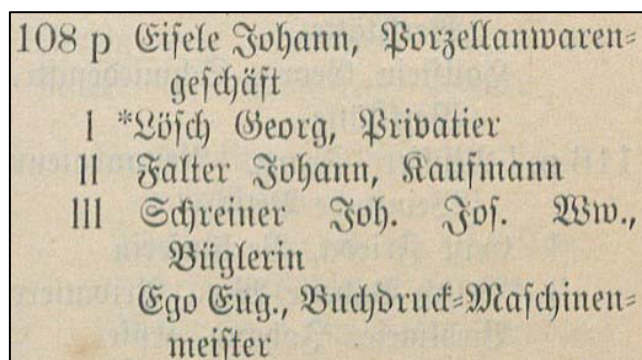 108 p Eisele Johann, Porzellanwaren=
geschäft
I *Lösch Georg, Privatier
II Falter Johann, Kaufmann
III Schreiner Joh. Jos. Ww.,
Büglerin
Ego Eug., Buchdruck=Maschinen=
meister